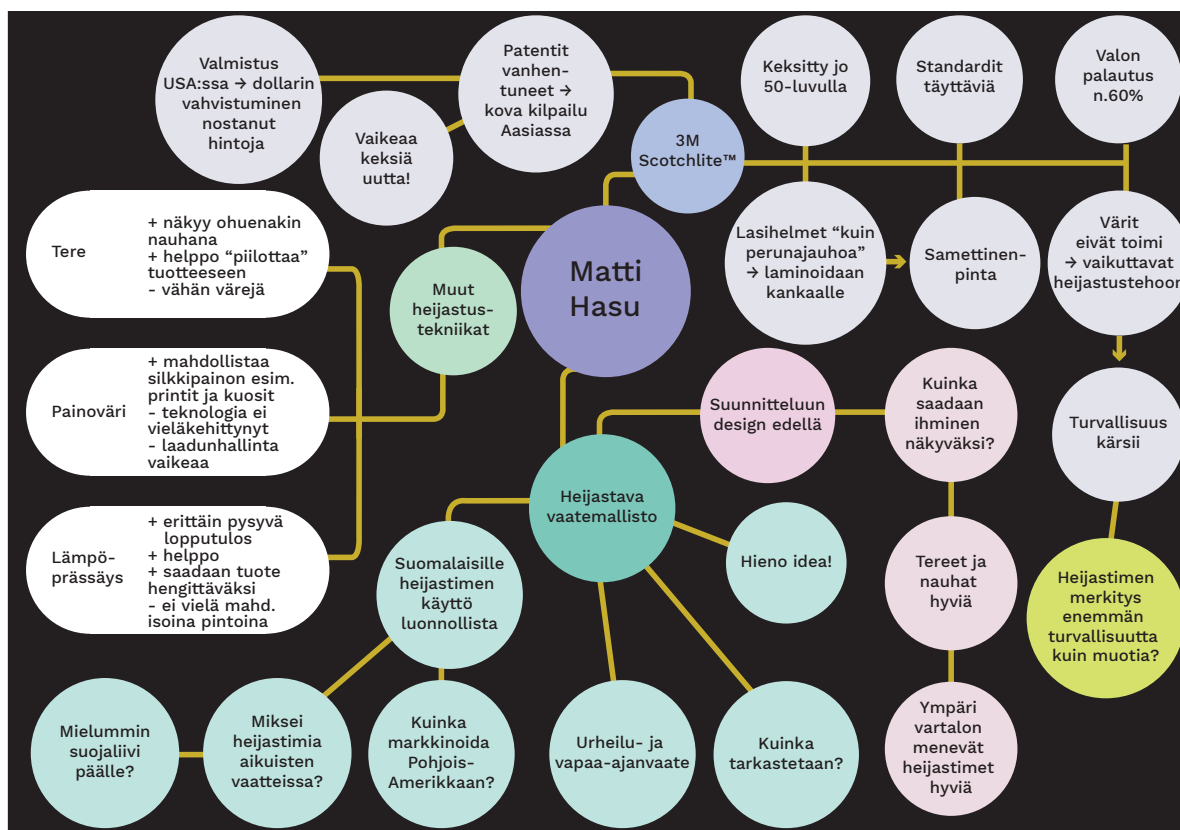 Valmistus
USA:ssa → dollarin
vahvistuminen
nostanut
hintoja
Patentit
vanhen-
tuneet →
kova kilpailu
Aasiassa
Vaikeaa
keksiä
uutta!
3M
Scotchlite™
Keksitty jo
50-luvulla
Standardit
täyttäviä
Valon
palautus
n.60%
Lasihelmet “kuin
perunajauhoa”
→ laminoidaan
kankaalle
Samettinen-
pinta
Värit
eivät toimi
→ vaikuttavat
heijastustehoon
Turvallisuus
kärsii
Heijastimen
merkitys
enemmän
turvallisuutta
kuin muotia?
Matti
Hasu
Muut
heijastus-
tekniikat
Tere
+ näkyy ohuenakin
nauhana
+ helppo “piilottaa”
tuotteeseen
- vähän värejä
Painoväri
+ mahdollistaa
silkkipainon esim.
printit ja kuosit
- teknologia ei
vieläkehittynyt
- laadunhallinta
vaikeaa
Lämpö-
prässäys
+ erittäin pysyvä
lopputulos
+ helppo
+ saadaan tuote
hengittäväksi
- ei vielä mahd.
isoina pintoina
Heijastava
vaatemallisto
Suunnitteluun
design edellä
Kuinka
saadaan
ihminen
näkyväksi?
Tereet ja
nauhat
hyviä
Ympäri
vartalon
menevät
heijastimet
hyviä
Hieno idea!
Suomalaisille
heijastimen
käyttö
luonnollista
Mielummin
suojaliivi
päälle?
Miksei
heijastimia
aikuisten
vaatteissa?
Kuinka
markkinoida
Pohjois-
Amerikkaan?
Urheilu- ja
vapaa-ajanvaate
Kuinka
tarkastetaan?